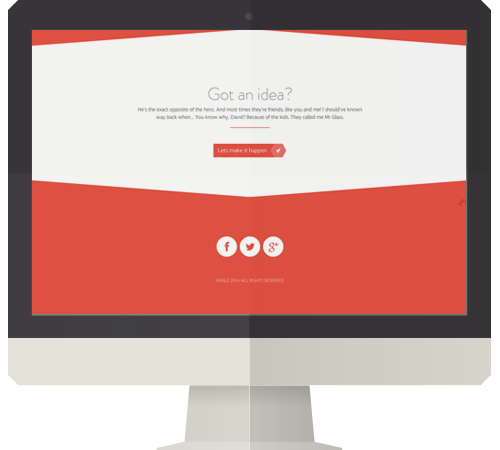 Got an idea?
He's the exact opposite of the hero. And most times they're friends, like you and me! I should've known
way back when... You know why, David? Because of the kids. They called me Mr Glass.
Lets make it happen
f
g+
ANGLE 2014 ALL RIGHTS RESERVED